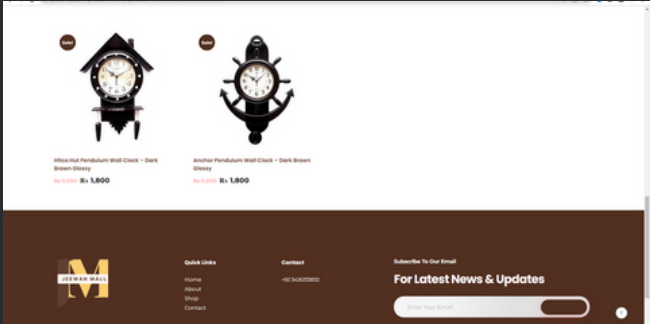 Sale!
Sale!
Hilca Hut Pendulum Wall Clock – Dark
Brown Glossy
Rs 1,800
Anchor Pendulum Wall Clock – Dark Brown
Glossy
Rs 1,800
JEEWAN MALL
M
Quick Links
Home
About
Shop
Contact
Contact
Subscribe To Our Email
For Latest News & Updates
Enter Your Email